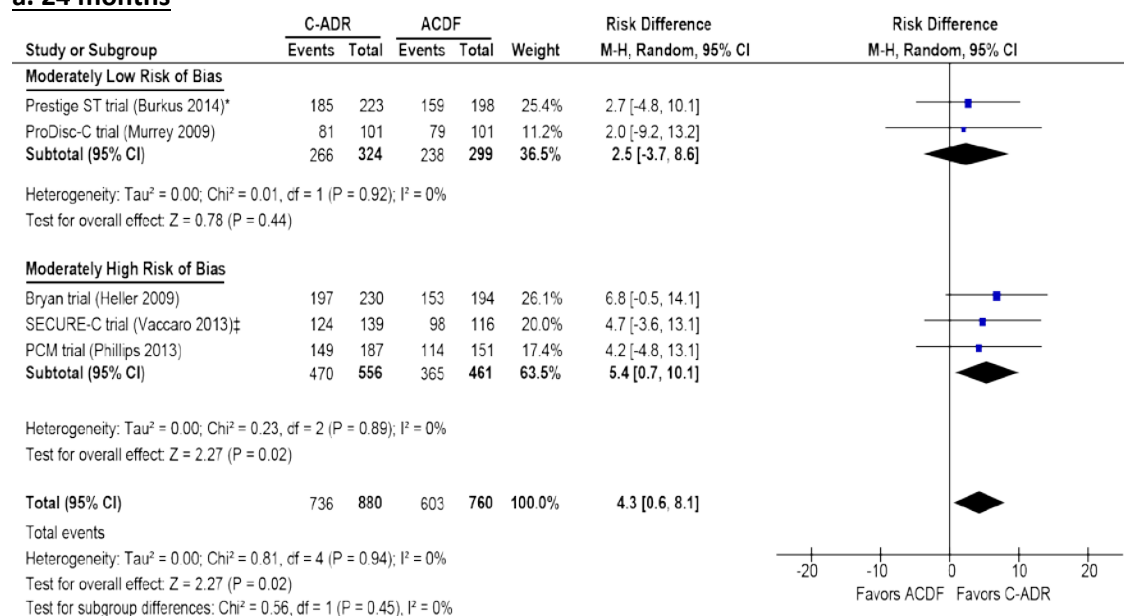 a. 24 months
C-ADR ACDF Risk Difference Risk Difference
Study or Subgroup Events Total Events Total Weight M-H, Random, 95% CI M-H, Random, 95% CI
Moderately Low Risk of Bias
Prestige ST trial (Burkus 2014)* 185 223 159 198 25.4% 2.7 [-4.8, 10.1]
ProDisc-C trial (Murrey 2009) 81 101 79 101 11.2% 2.0 [-9.2, 13.2]
Subtotal (95% CI) 266 324 238 299 36.5% 2.5 [-3.7, 8.6]
Heterogeneity: Tau² = 0.00; Chi² = 0.01, df = 1 (P = 0.92); I² = 0%
Test for overall effect: Z = 0.78 (P = 0.44)
Moderately High Risk of Bias
Bryan trial (Heller 2009) 197 230 153 194 26.1% 6.8 [-0.5, 14.1]
SECURE-C trial (Vaccaro 2013)‡ 124 139 98 116 20.0% 4.7 [-3.6, 13.1]
PCM trial (Phillips 2013) 149 187 114 151 17.4% 4.2 [-4.8, 13.1]
Subtotal (95% CI) 470 556 365 461 63.5% 5.4 [0.7, 10.1]
Heterogeneity: Tau² = 0.00; Chi² = 0.23, df = 2 (P = 0.89); I² = 0%
Test for overall effect: Z = 2.27 (P = 0.02)
Total (95% CI) 736 880 603 760 100.0% 4.3 [0.6, 8.1]
Total events
Heterogeneity: Tau² = 0.00; Chi² = 0.81, df = 4 (P = 0.94); I² = 0%
Test for overall effect: Z = 2.27 (P = 0.02)
Test for subgroup differences: Chi² = 0.56, df = 1 (P = 0.45), I² = 0%
-20 -10 0 10 20
Favors ACDF Favors C-ADR